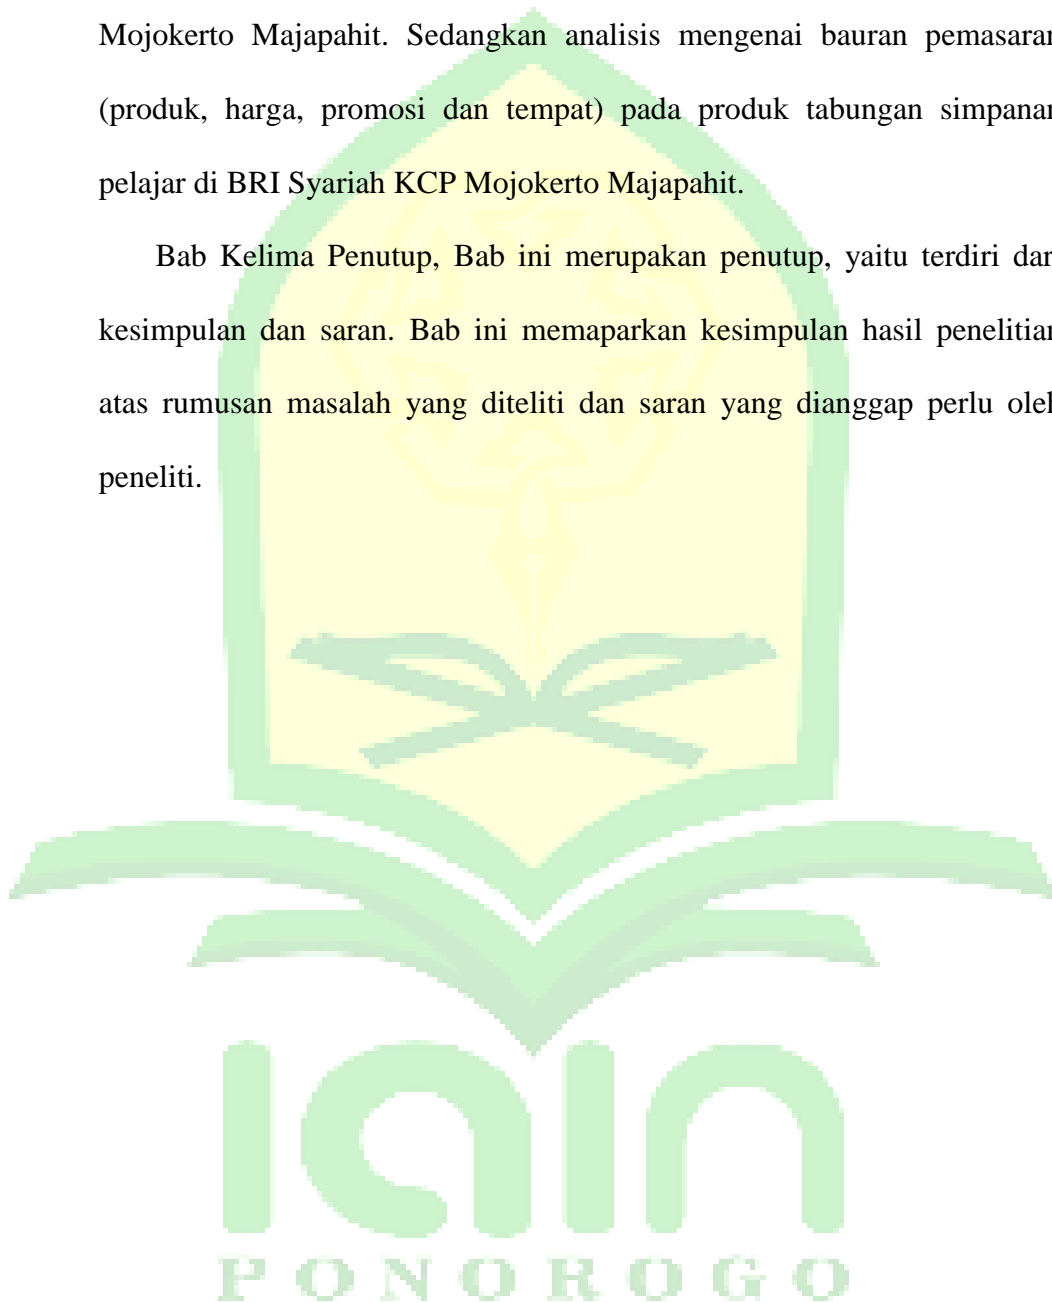 Mojokerto Majapahit. Sedangkan analisis mengenai bauran pemasaran
(produk, harga, promosi dan tempat) pada produk tabungan simpanan
pelajar di BRI Syariah KCP Mojokerto Majapahit.
Bab Kelima Penutup, Bab ini merupakan penutup, yaitu terdiri dari
kesimpulan dan saran. Bab ini memaparkan kesimpulan hasil penelitian
atas rumusan masalah yang diteliti dan saran yang dianggap perlu oleh
peneliti.
iain
PONOROGO